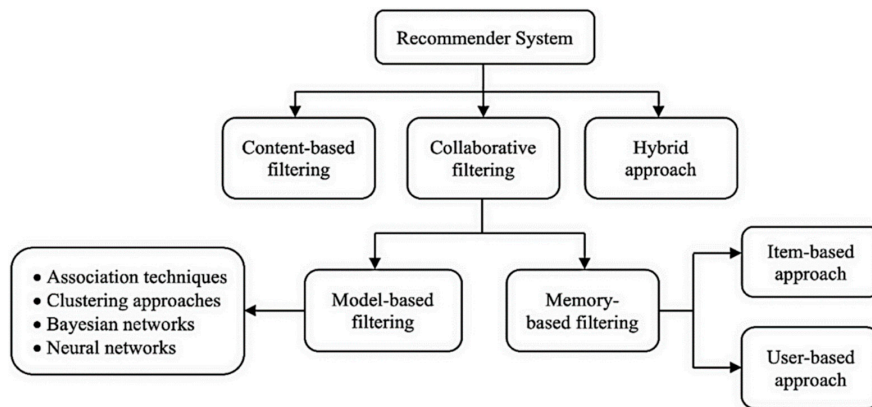 Recommender System
Content-based
filtering
Collaborative
filtering
Hybrid
approach
• Association techniques
• Clustering approaches
• Bayesian networks
• Neural networks
Model-based
filtering
Memory-
based filtering
Item-based
approach
User-based
approach